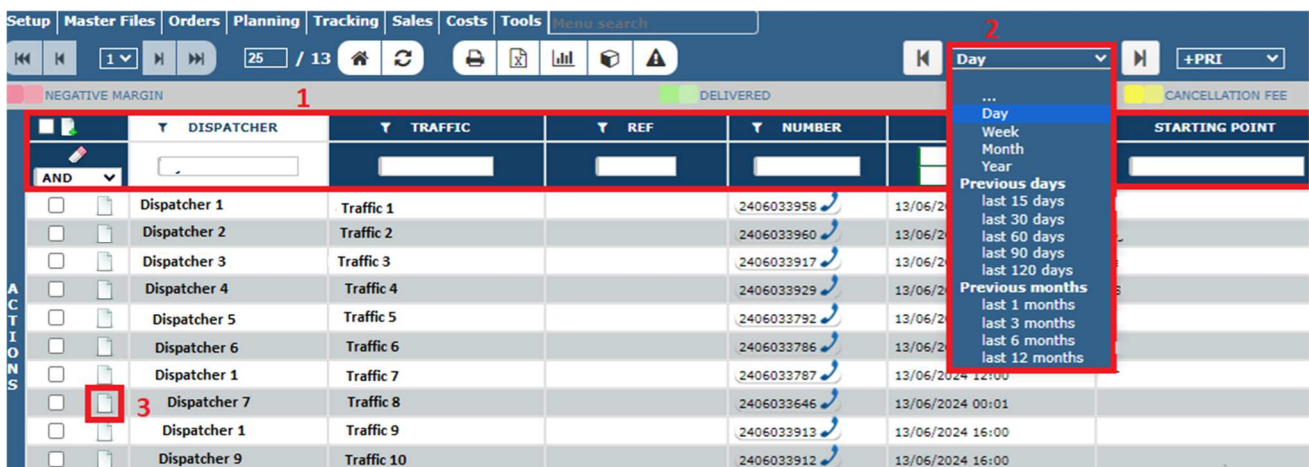 Setup Master Files Orders Planning Tracking Sales Costs Tools Menu search
2
1 25 / 13 Day +PRI
NEGATIVE MARGIN DELIVERED CANCELLATION FEE
1
DISPATCHER TRAFFIC REF NUMBER STARTING POINT
AND
...
Day
Week
Month
Year
Previous days
last 15 days
last 30 days
last 60 days
last 90 days
last 120 days
Previous months
last 1 months
last 3 months
last 6 months
last 12 months
ACTIONS
Dispatcher 1 Traffic 1 2406033958 13/06/2
Dispatcher 2 Traffic 2 2406033960 13/06/2
Dispatcher 3 Traffic 3 2406033917 13/06/2
Dispatcher 4 Traffic 4 2406033929 13/06/2
Dispatcher 5 Traffic 5 2406033792 13/06/2
Dispatcher 6 Traffic 6 2406033786 13/06/2
Dispatcher 1 Traffic 7 2406033787 13/06/2024 12:00
3 Dispatcher 7 Traffic 8 2406033646 13/06/2024 00:01
Dispatcher 1 Traffic 9 2406033913 13/06/2024 16:00
Dispatcher 9 Traffic 10 2406033912 13/06/2024 16:00